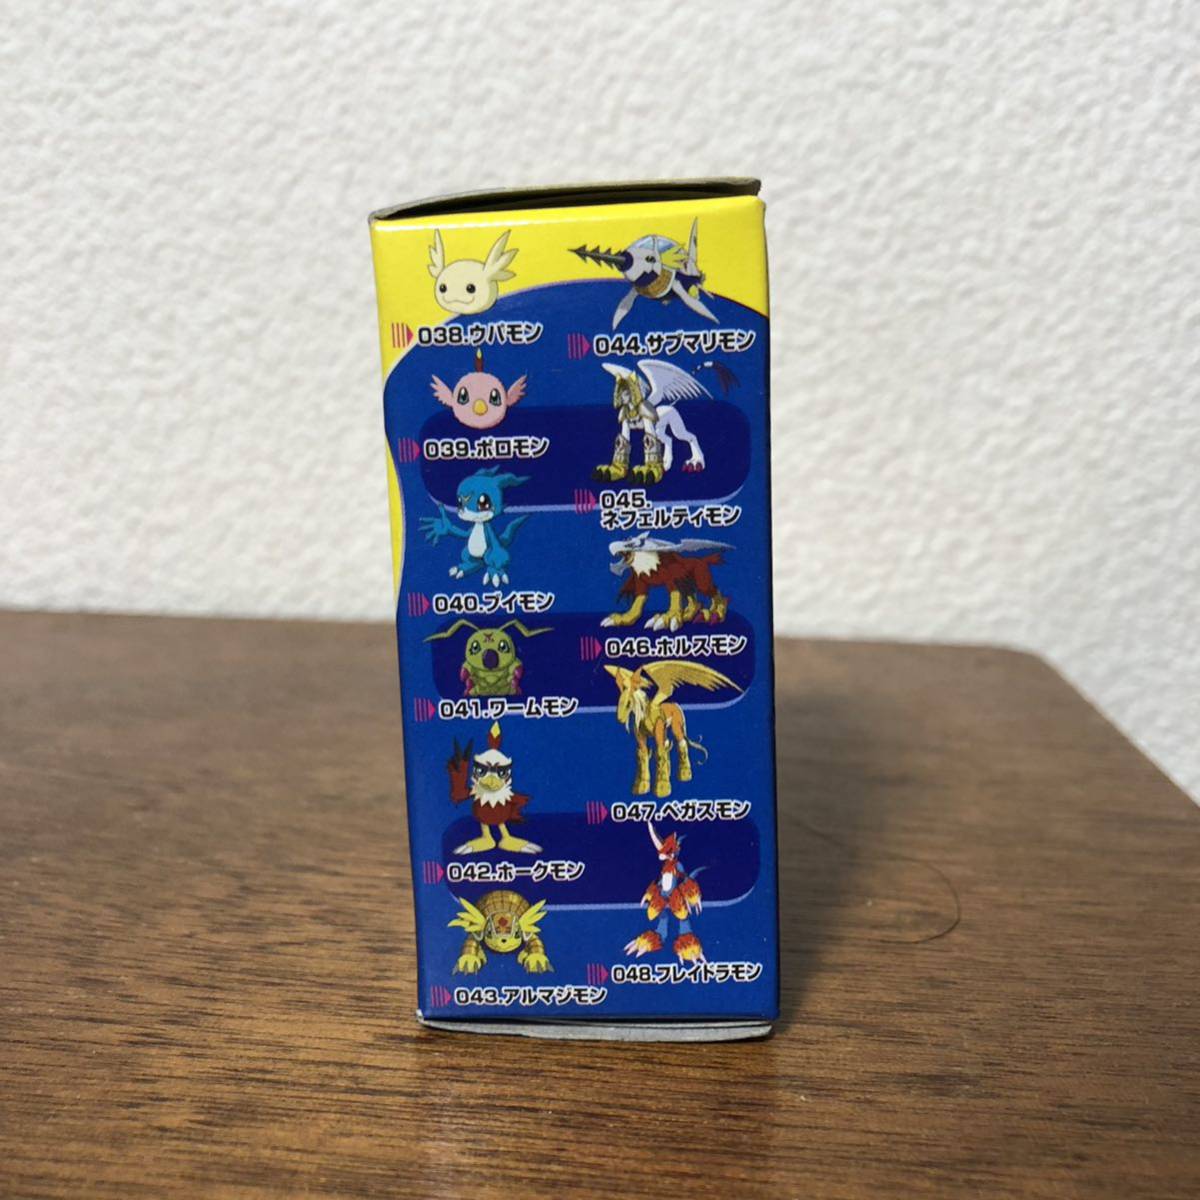 038.ウパモン
039.ポロモン
040.ブイモン
041.ワームモン
042.ホークモン
043.アルマジモン
044.サブマリモン
045.
ネフェルティモン
046.ホルスモン
047.ペガスモン
048.フレイドラモン